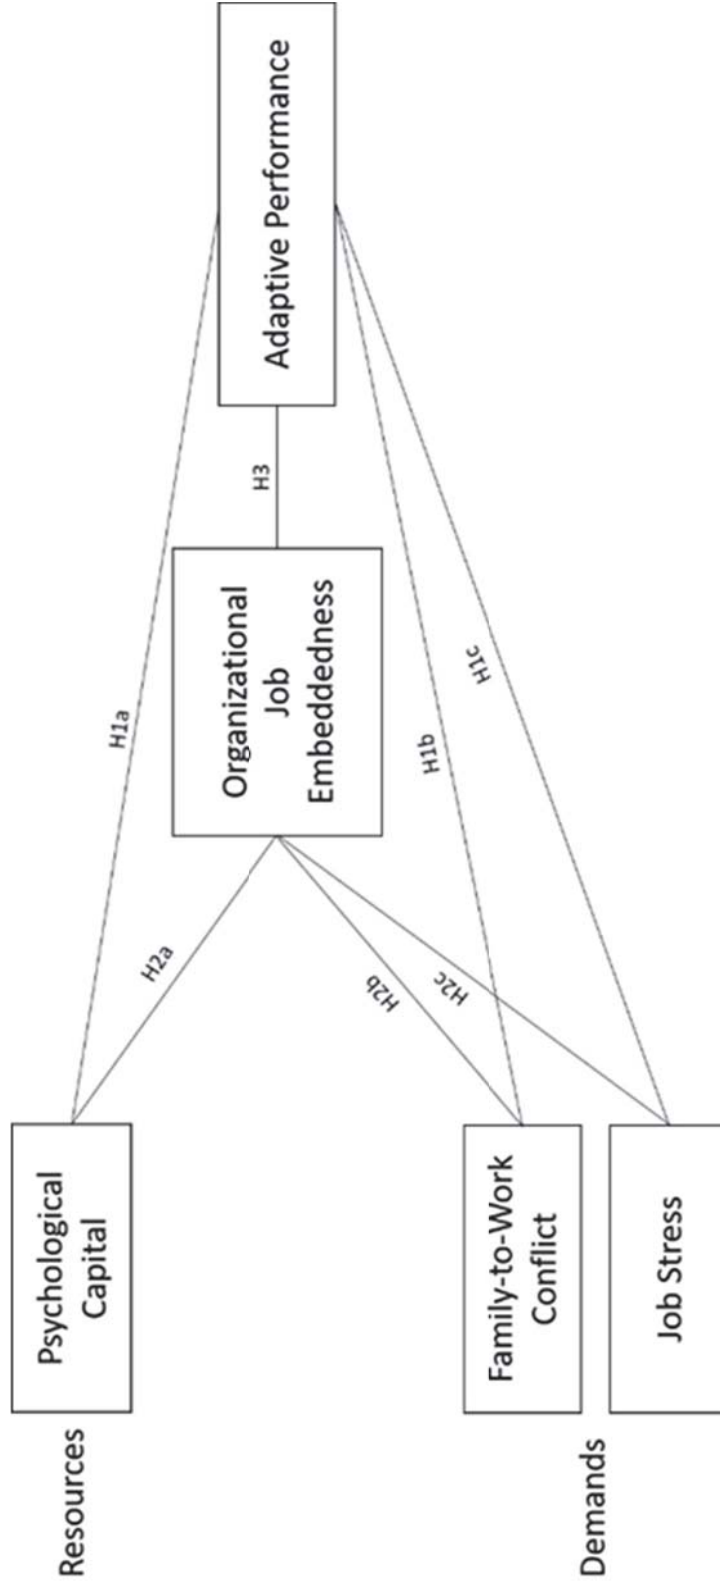 Resources
Psychological
Capital
H1a
H2a
Organizational
Job
Embeddedness
H3
Adaptive Performance
H2b
H2c
H1b
H1c
Demands
Family-to-Work
Conflict
Job Stress